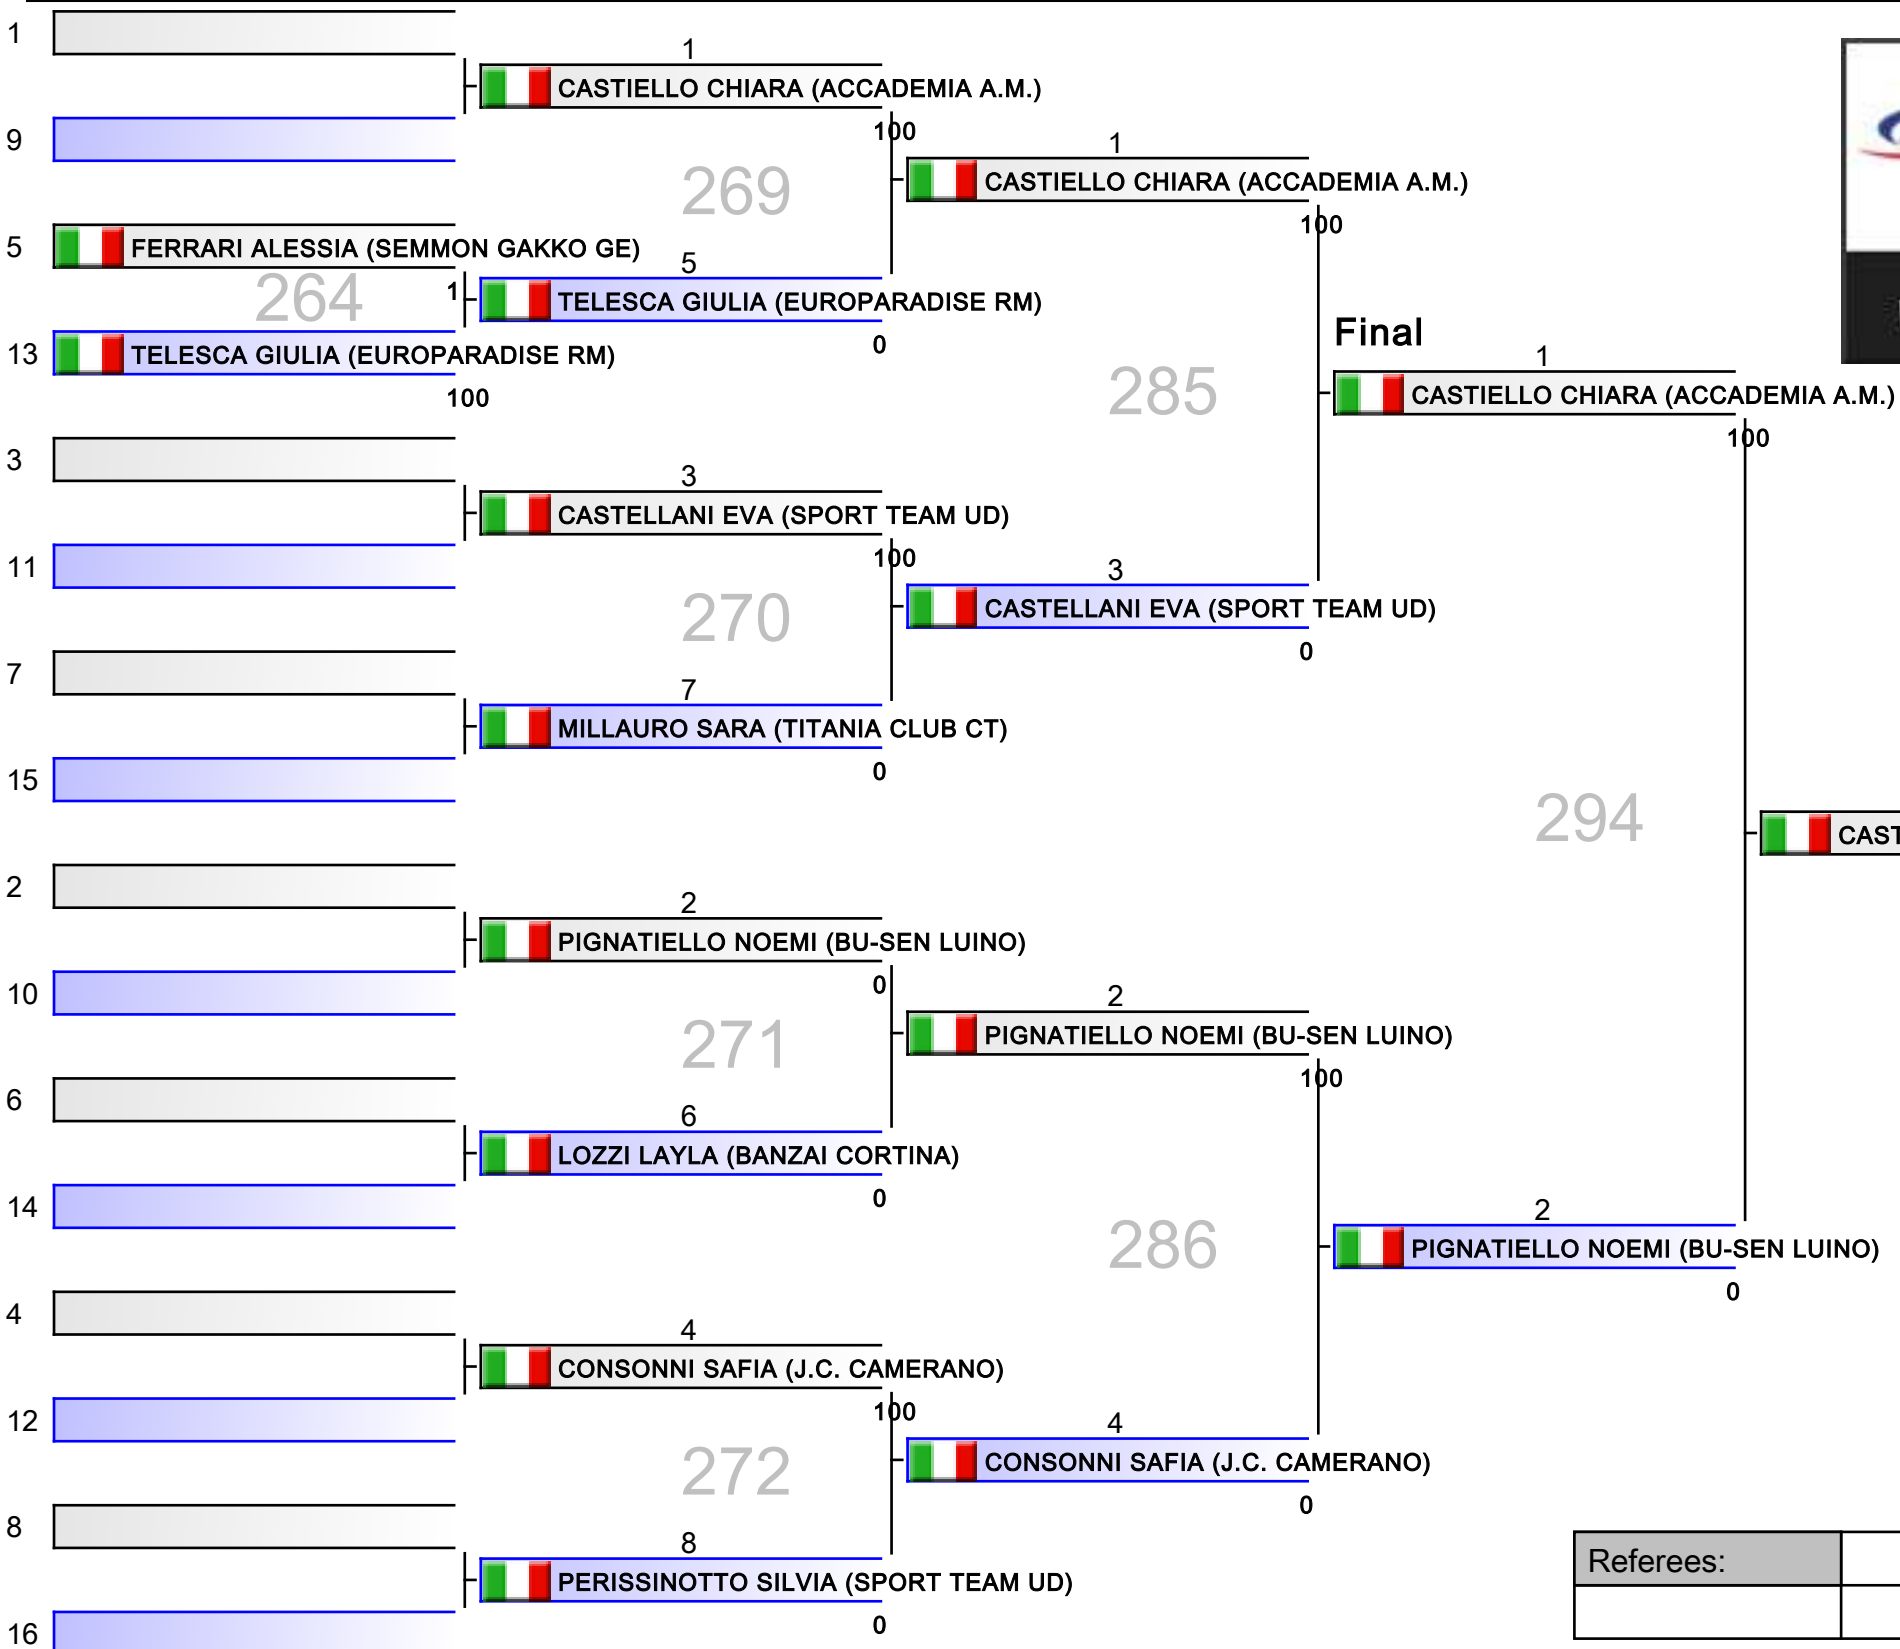 1
1
CASTIELLO CHIARA (ACCADEMIA A.M.)
100
9
1
CASTIELLO CHIARA (ACCADEMIA A.M.)
269
100
5
FERRARI ALESSIA (SEMMON GAKKO GE)
5
264
1
TELESCA GIULIA (EUROPARADISE RM)
0
13
TELESCA GIULIA (EUROPARADISE RM)
100
Final
1
285
CASTIELLO CHIARA (ACCADEMIA A.M.)
100
3
3
CASTELLANI EVA (SPORT TEAM UD)
100
11
3
CASTELLANI EVA (SPORT TEAM UD)
270
0
7
7
MILLAURO SARA (TITANIA CLUB CT)
0
15
294
CAST
2
2
PIGNATIELLO NOEMI (BU-SEN LUINO)
0
10
2
PIGNATIELLO NOEMI (BU-SEN LUINO)
271
100
6
6
LOZZI LAYLA (BANZAI CORTINA)
0
14
2
286
PIGNATIELLO NOEMI (BU-SEN LUINO)
0
4
4
CONSONNI SAFIA (J.C. CAMERANO)
100
12
4
CONSONNI SAFIA (J.C. CAMERANO)
272
0
8
8
PERISSINOTTO SILVIA (SPORT TEAM UD)
0
16
Referees: